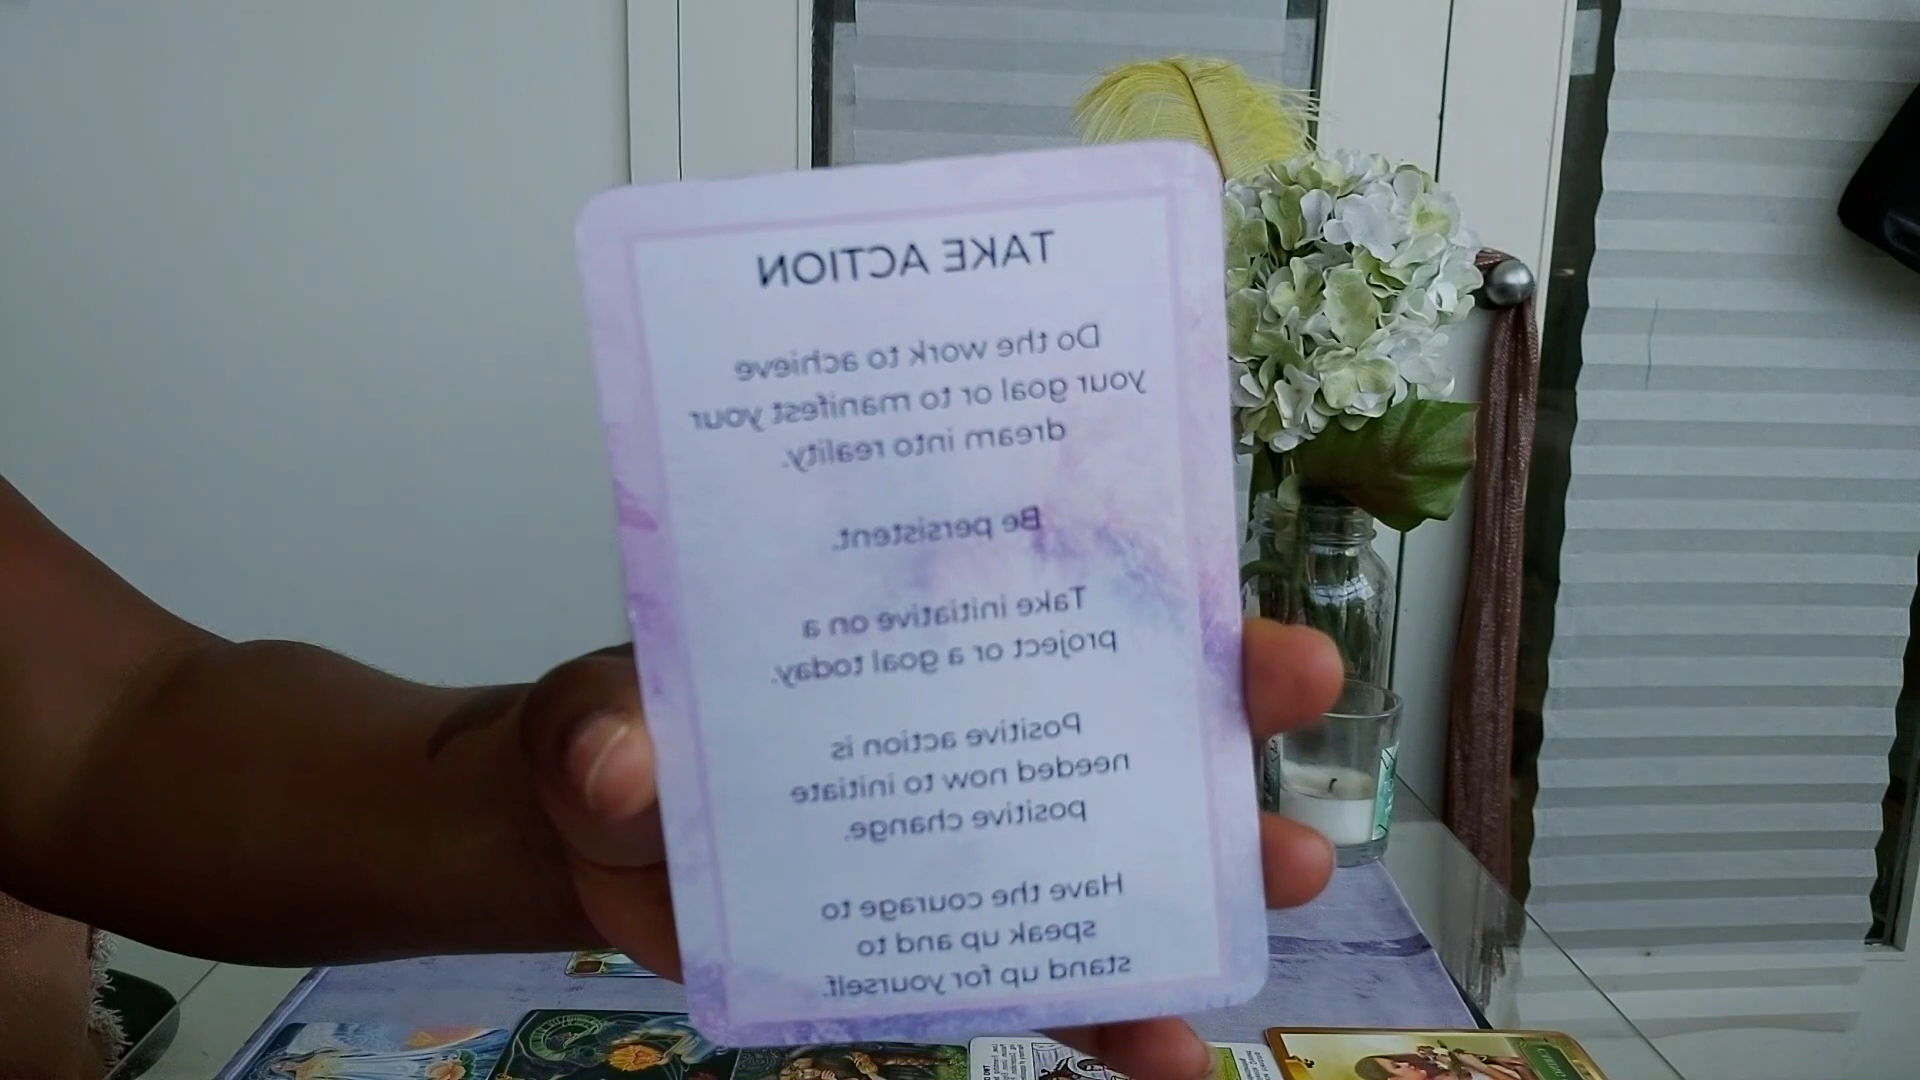 TAKE ACTION
Do the work to achieve
your goal or to manifest your
dream into reality.
Be persistent.
Take initiative on a
project or a goal today.
Positive action is
needed now to initiate
positive change.
Have the courage to
speak up and to
stand up for yourself.